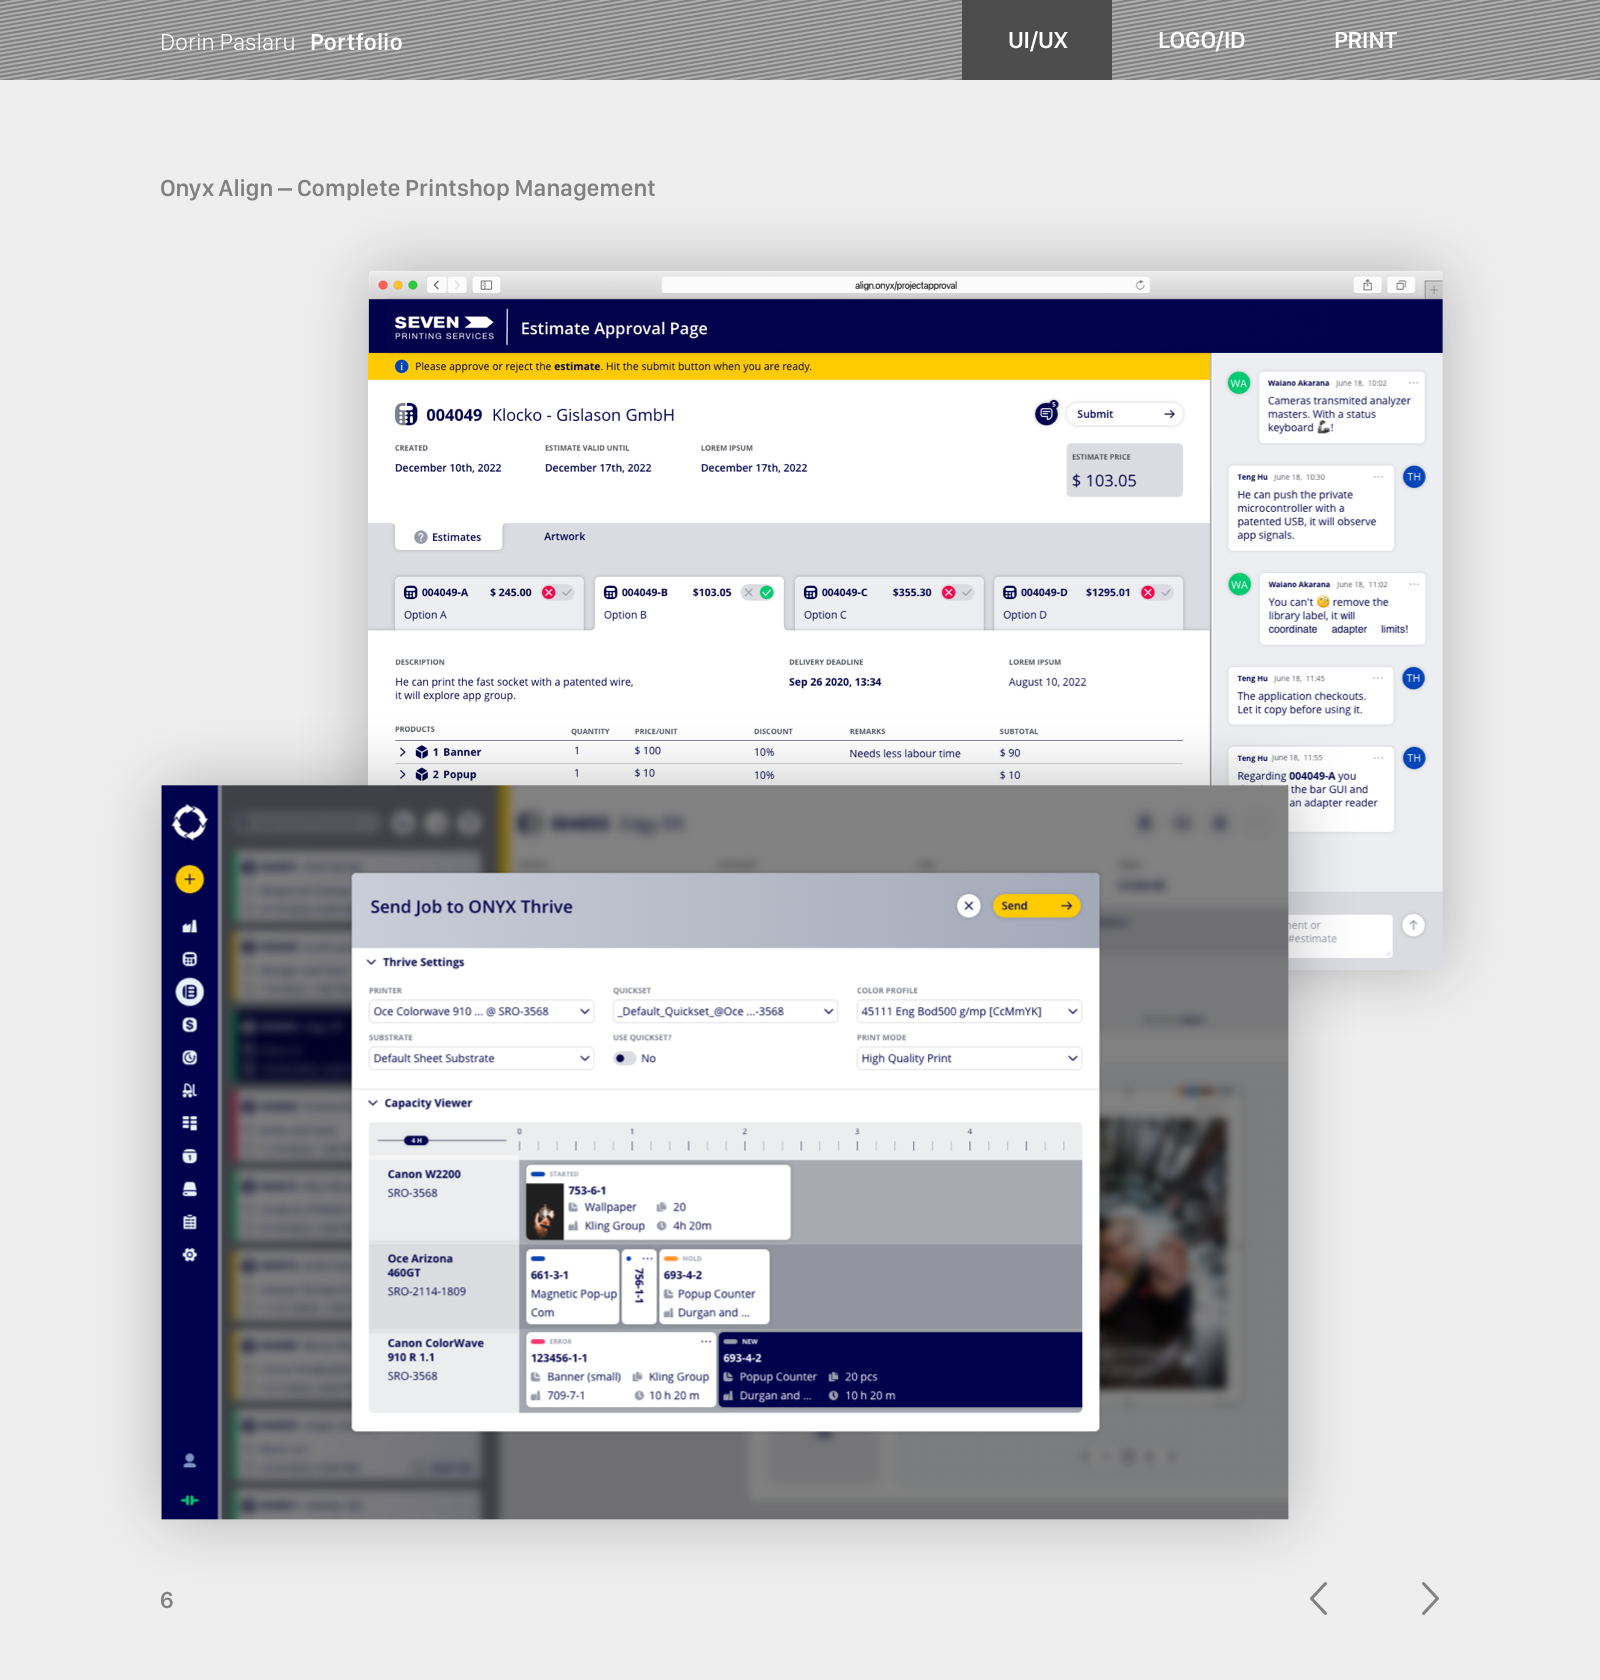 Dorin Paslaru Portfolio
UI/UX
LOGO/ID
PRINT
Onyx Align – Complete Printshop Management
align.onyx/projectapproval
SEVEN
PRINTING SERVICES
Estimate Approval Page
Please approve or reject the estimate. Hit the submit button when you are ready.
004049 Klocko - Gislason GmbH
5
Submit
CREATED
ESTIMATE VALID UNTIL
LOREM IPSUM
December 10th, 2022
December 17th, 2022
December 17th, 2022
ESTIMATE PRICE
$ 103.05
Estimates
Artwork
004049-A $ 245.00
Option A
004049-B $103.05
Option B
004049-C $355.30
Option C
004049-D $1295.01
Option D
DESCRIPTION
He can print the fast socket with a patented wire,
it will explore app group.
DELIVERY DEADLINE
Sep 26 2020, 13:34
LOREM IPSUM
August 10, 2022
PRODUCTS QUANTITY PRICE/UNIT DISCOUNT REMARKS SUBTOTAL
1 Banner 1 $ 100 10% Needs less labour time $ 90
2 Popup 1 $ 10 10% $ 10
WA
Waiano Akarana June 18, 10:02
Cameras transmited analyzer
masters. With a status
keyboard 🦾!
TH
Teng Hu June 18, 10:30
He can push the private
microcontroller with a
patented USB, it will observe
app signals.
WA
Waiano Akarana June 18, 11:02
You can't 🧐 remove the
library label, it will
coordinate adapter limits!
TH
Teng Hu June 18, 11:45
The application checkouts.
Let it copy before using it.
TH
Teng Hu June 18, 11:55
Regarding 004049-A you
the bar GUI and
an adapter reader
or
#estimate
Send Job to ONYX Thrive
Send
Thrive Settings
PRINTER
Oce Colorwave 910 ... @ SRO-3568
QUICKSET
_Default_Quickset_@Oce ...-3568
COLOR PROFILE
45111 Eng Bod500 g/mp [CcMmYK]
SUBSTRATE
Default Sheet Substrate
USE QUICKSET?
No
PRINT MODE
High Quality Print
Capacity Viewer
4 H
0 1 2 3 4
Canon W2200
SRO-3568
STARTED
753-6-1
Wallpaper 20
Kling Group 4h 20m
Oce Arizona
460GT
SRO-2114-1809
661-3-1
Magnetic Pop-up
Com
756-1-1
HOLD
693-4-2
Popup Counter
Durgan and ...
Canon ColorWave
910 R 1.1
SRO-3568
ERROR
123456-1-1
Banner (small) Kling Group
709-7-1 10 h 20 m
NEW
693-4-2
Popup Counter 20 pcs
Durgan and ... 10 h 20 m
6